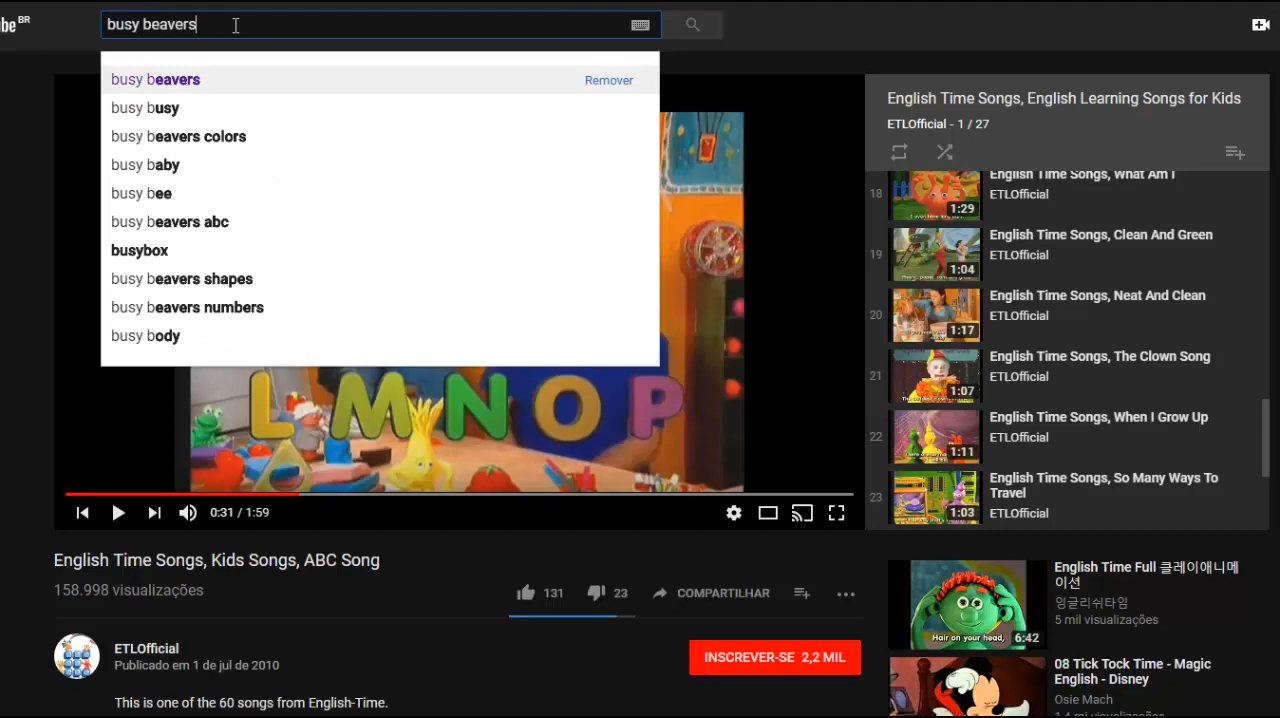 be BR
busy beavers
busy beavers Remover
busy busy
busy beavers colors
busy baby
busy bee
busy beavers abc
busybox
busy beavers shapes
busy beavers numbers
busy body
L M N O P
0:31 / 1:59
English Time Songs, English Learning Songs for Kids
ETLOfficial - 1 / 27
18
1:29
English Time Songs, What Am I
ETLOfficial
19
1:04
English Time Songs, Clean And Green
ETLOfficial
20
1:17
English Time Songs, Neat And Clean
ETLOfficial
21
1:07
English Time Songs, The Clown Song
ETLOfficial
22
1:11
English Time Songs, When I Grow Up
ETLOfficial
23
1:03
English Time Songs, So Many Ways To
Travel
ETLOfficial
English Time Songs, Kids Songs, ABC Song
158.998 visualizações
131 23 COMPARTILHAR
ETLOfficial
Publicado em 1 de jul de 2010
INSCREVER-SE 2,2 MIL
This is one of the 60 songs from English-Time.
Hair on your head,
6:42
English Time Full 클레이애니메
이션
잉글리쉬타임
5 mil visualizações
08 Tick Tock Time - Magic
English - Disney
Osie Mach
1,4 mi visualizações